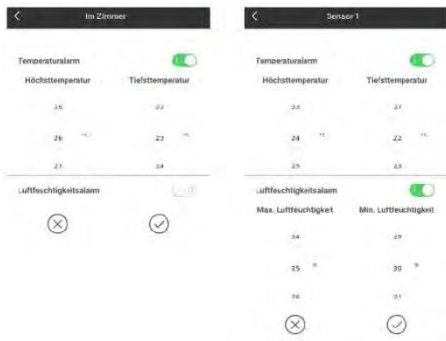 Im Zimmer
Temperaturalarm
Höchsttemperatur Tiefsttemperatur
25 22
26 °C 23 °C
27 24
Luftfeuchtigkeitsalarm
Sensor 1
Temperaturalarm
Höchsttemperatur Tiefsttemperatur
23 21
24 °C 22 °C
25 23
Luftfeuchtigkeitsalarm
Max. Luftfeuchtigkeit Min. Luftfeuchtigkeit
34 29
35 % 30 %
36 31